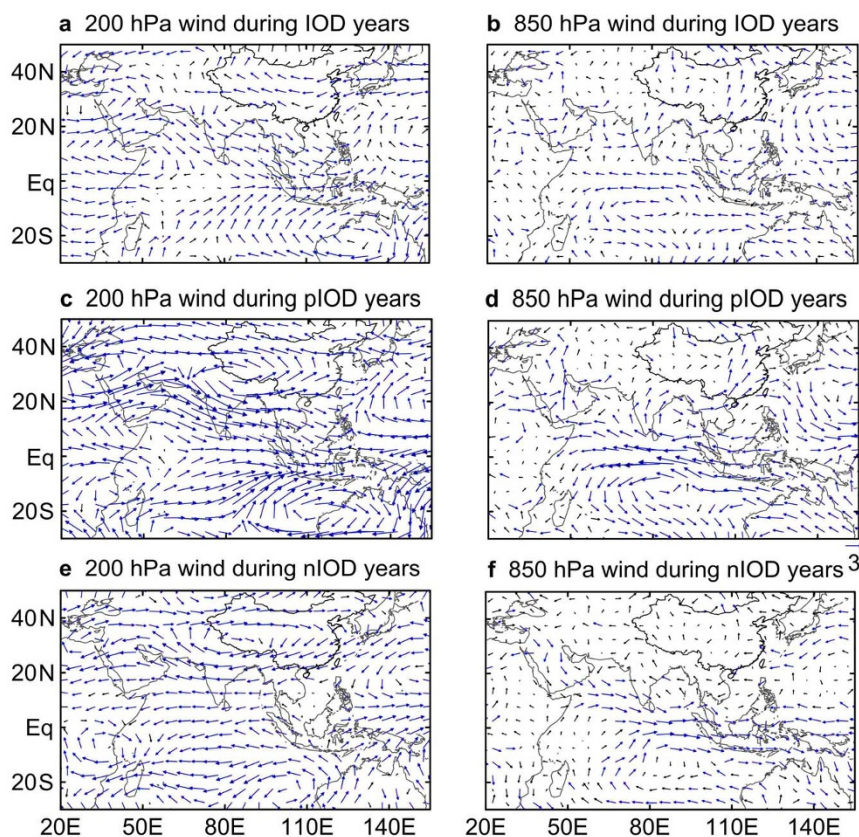 a 200 hPa wind during IOD years
b 850 hPa wind during IOD years
40N
20N
Eq
20S
c 200 hPa wind during pIOD years
d 850 hPa wind during pIOD years
40N
20N
Eq
20S
3
e 200 hPa wind during nIOD years
f 850 hPa wind during nIOD years
40N
20N
Eq
20S
20E 50E 80E 110E 140E
20E 50E 80E 110E 140E